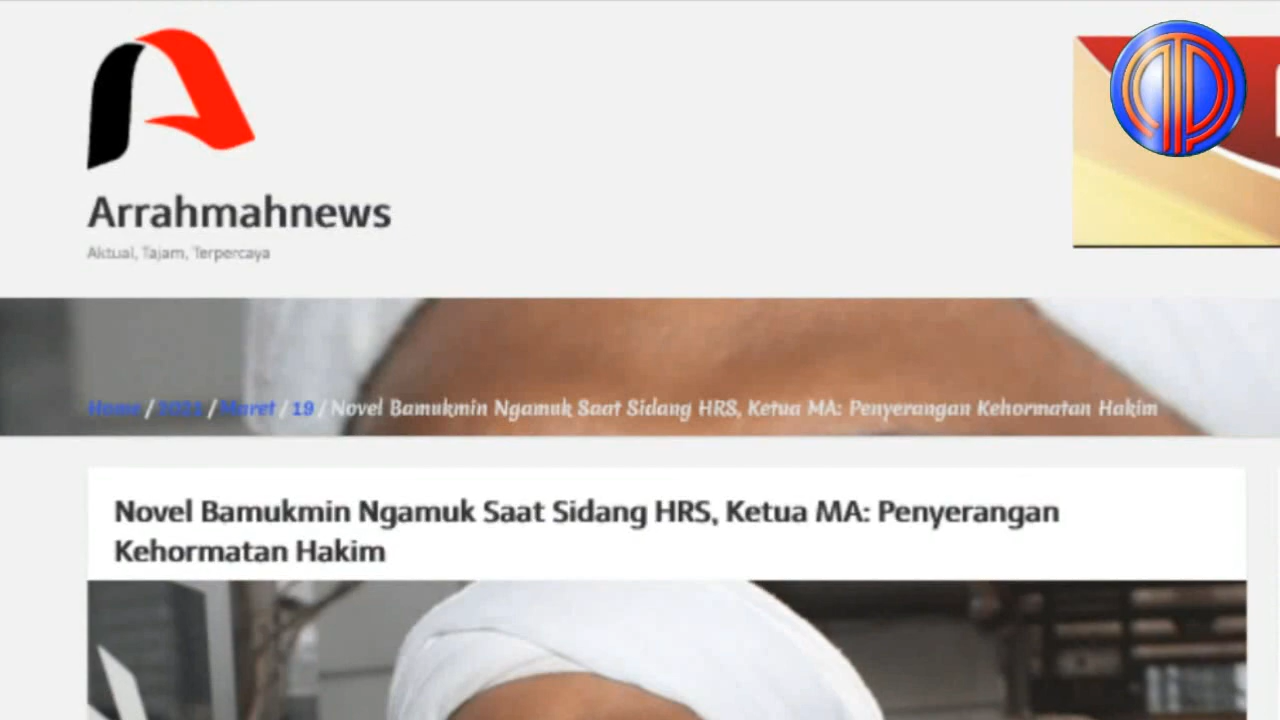 Arrahmahnews
Aktual, Tajam, Terpercaya
Home / 2021 / Maret / 19 / Novel Bamukmin Ngamuk Saat Sidang HRS, Ketua MA: Penyerangan Kehormatan Hakim
Novel Bamukmin Ngamuk Saat Sidang HRS, Ketua MA: Penyerangan
Kehormatan Hakim